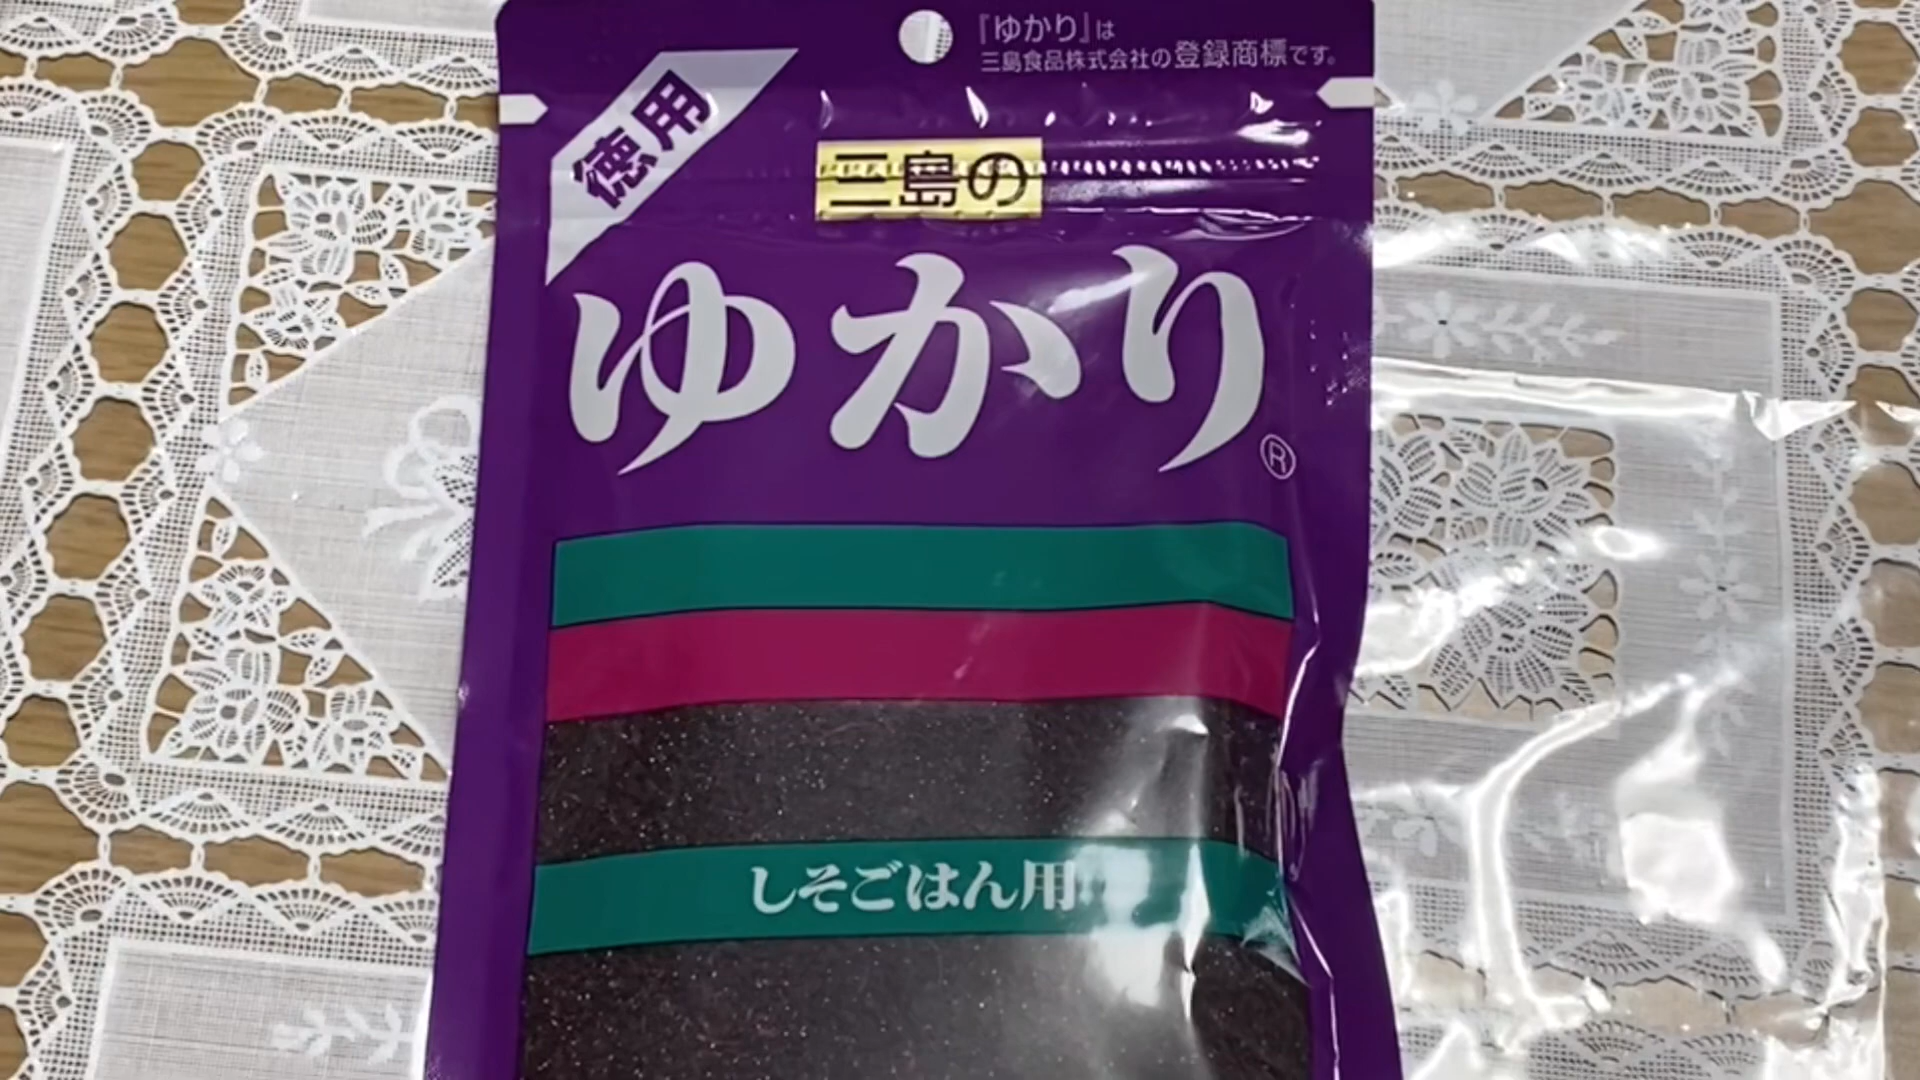 『ゆかり』は
三島食品株式会社の登録商標です。
徳用
三島の
ゆかり®
しそごはん用